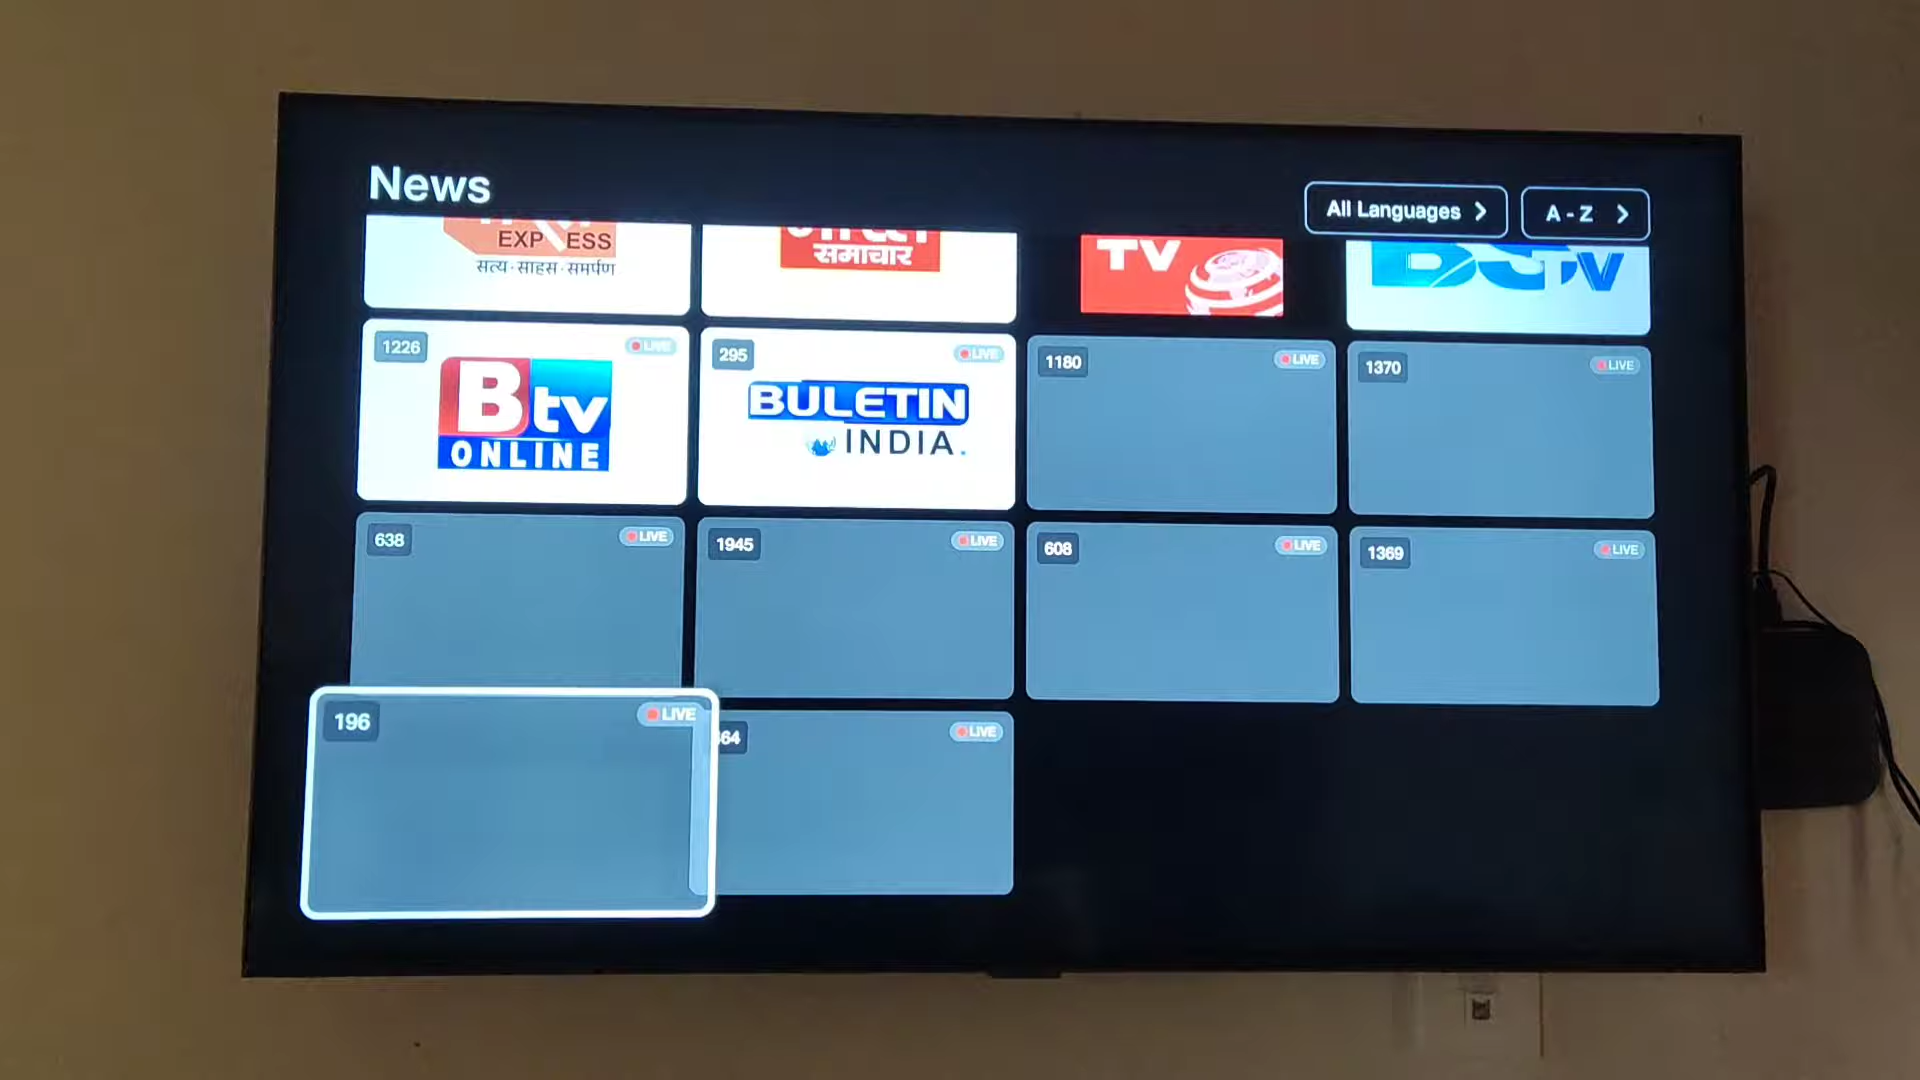 News
All Languages
A - Z
EXP ESS
सत्य-साहस-समर्पण
समाचार
TV
1226
LIVE
Btv
ONLINE
295
LIVE
BULETIN
INDIA.
1180
LIVE
1370
LIVE
638
LIVE
1945
LIVE
608
LIVE
1369
LIVE
196
LIVE
LIVE